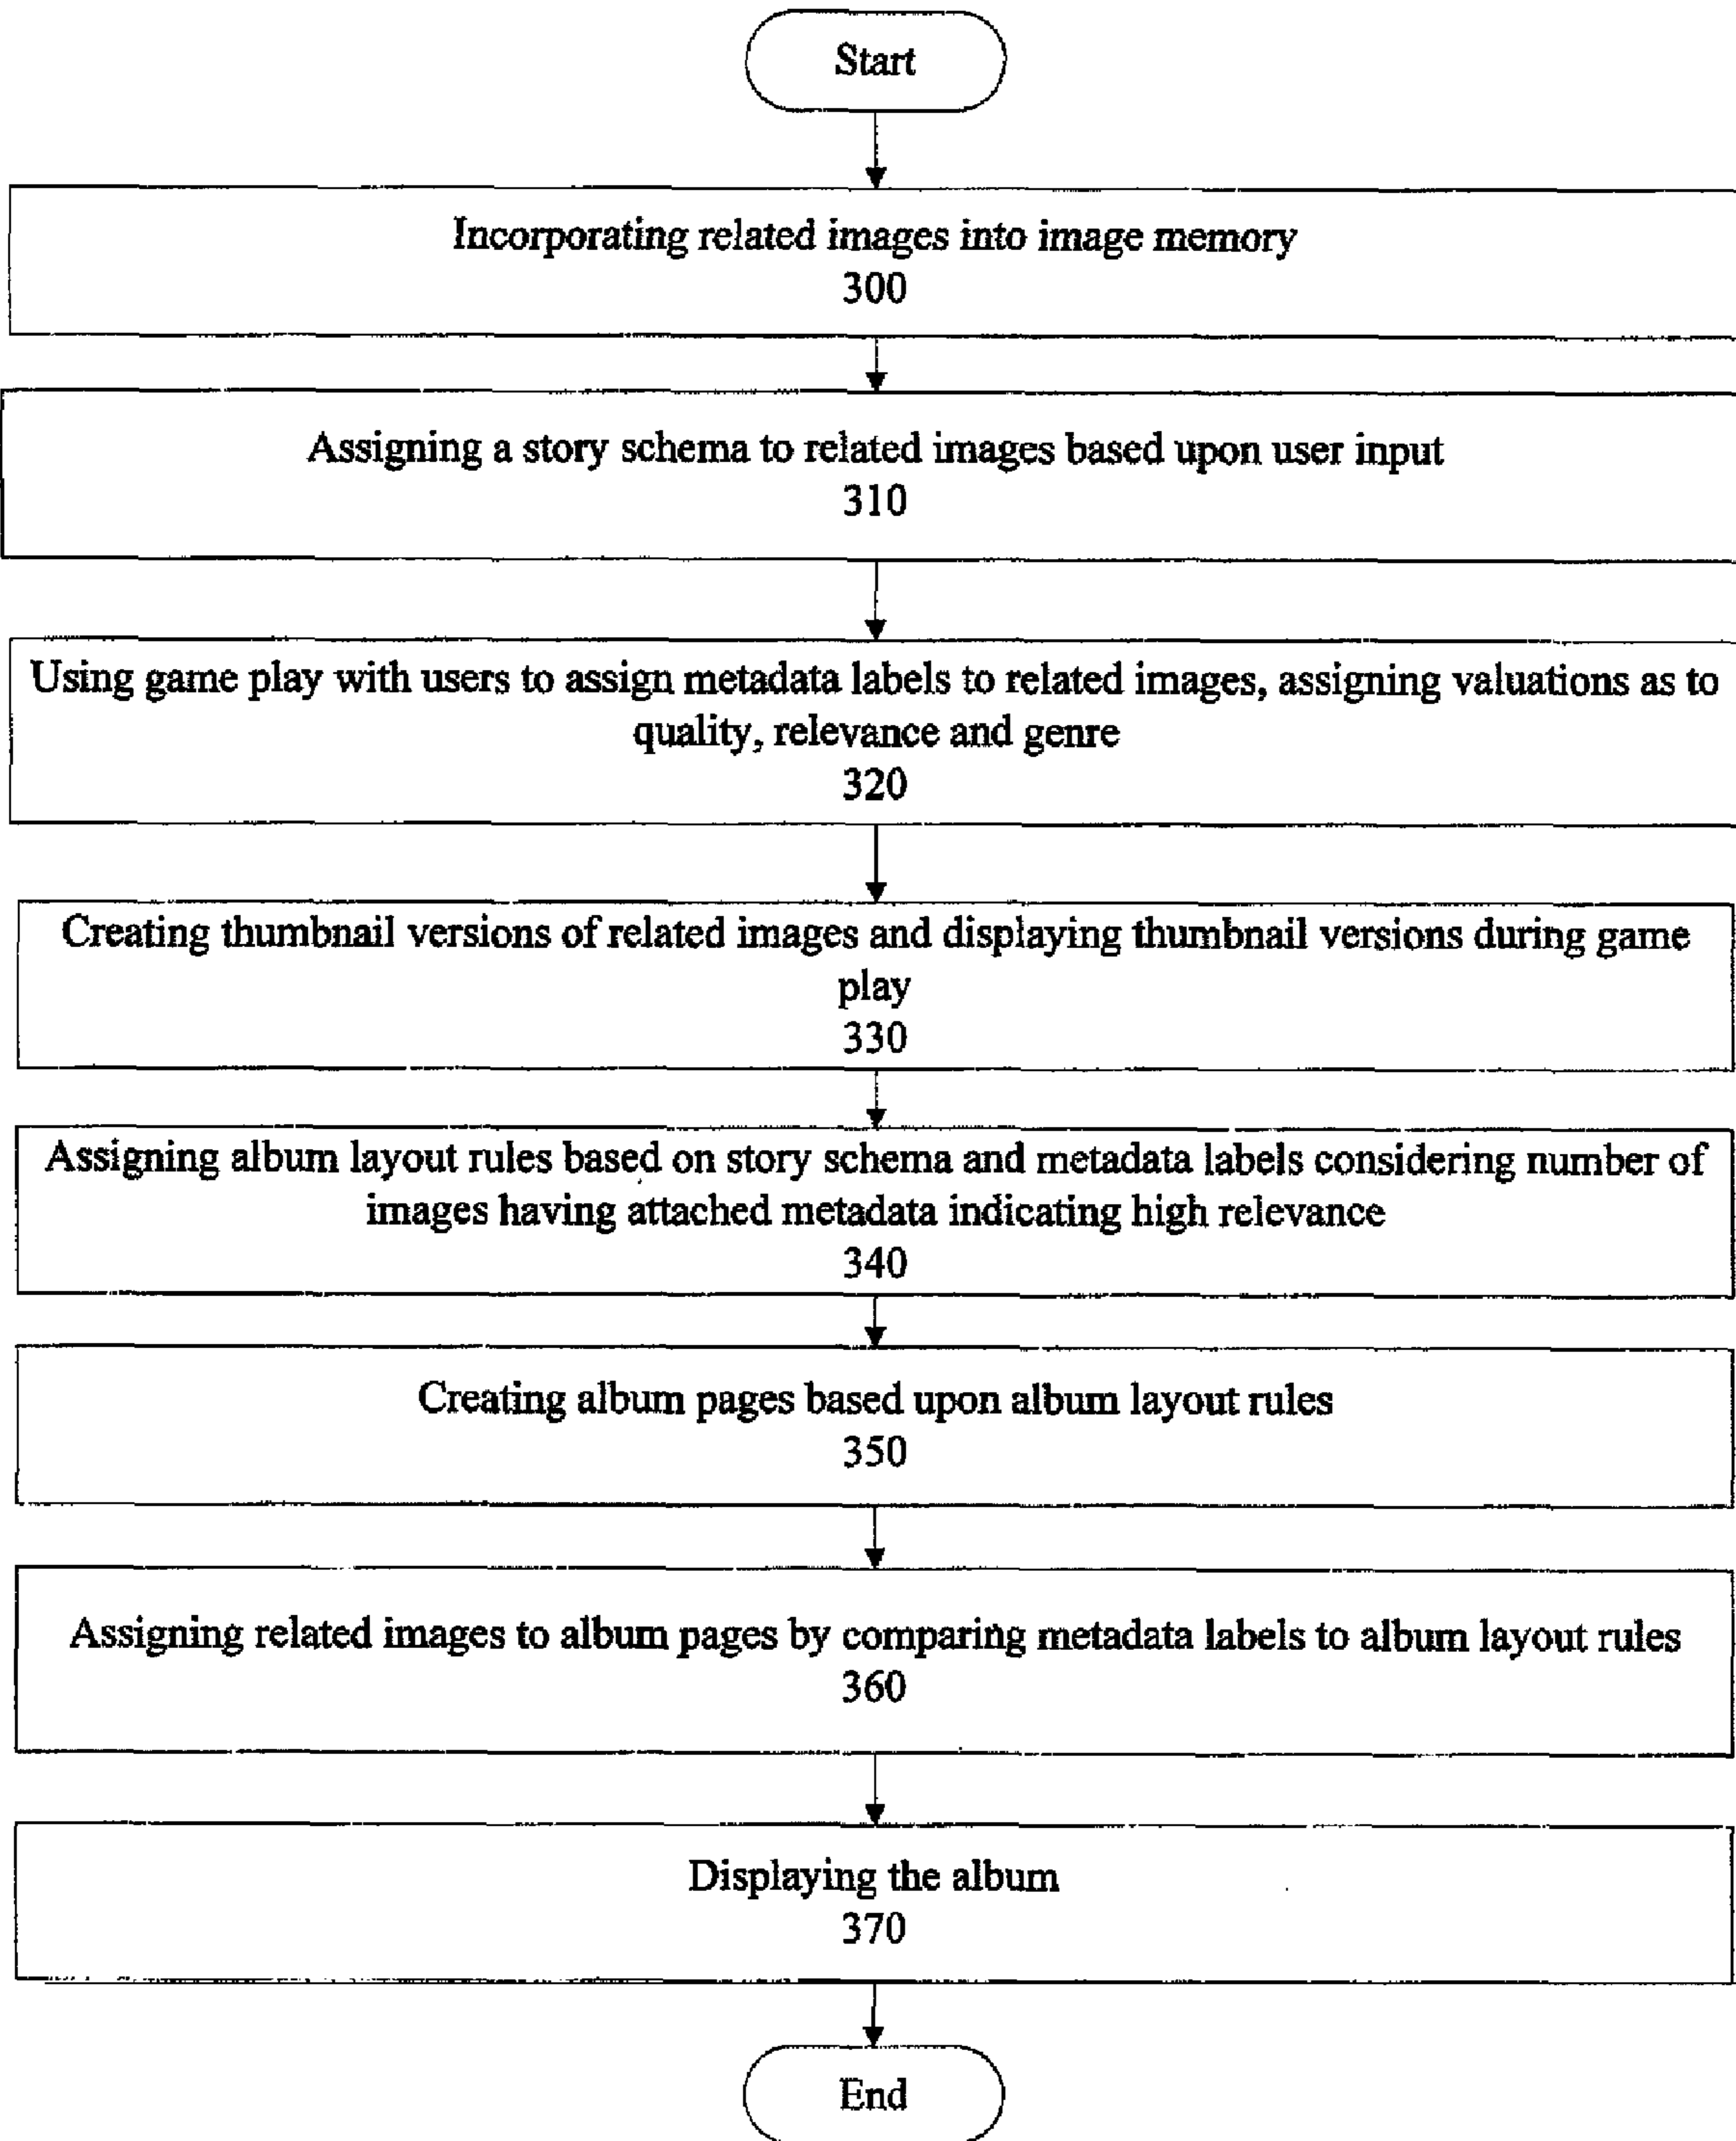 Start
Incorporating related images into image memory
300
Assigning a story schema to related images based upon user input
310
Using game play with users to assign metadata labels to related images, assigning valuations as to
quality, relevance and genre
320
Creating thumbnail versions of related images and displaying thumbnail versions during game
play
330
Assigning album layout rules based on story schema and metadata labels considering number of
images having attached metadata indicating high relevance
340
Creating album pages based upon album layout rules
350
Assigning related images to album pages by comparing metadata labels to album layout rules
360
Displaying the album
370
End